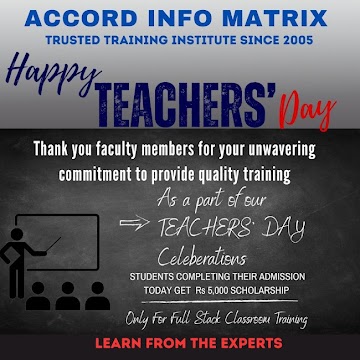 ACCORD INFO MATRIX
TRUSTED TRAINING INSTITUTE SINCE 2005
Happy
TEACHERS'
Day
Thank you faculty members for your unwavering
commitment to provide quality training
As a part of our
TEACHERS' DAY
Celeberations
STUDENTS COMPLETING THEIR ADMISSION
TODAY GET Rs 5,000 SCHOLARSHIP
Only For Full Stack Classroom Training
LEARN FROM THE EXPERTS